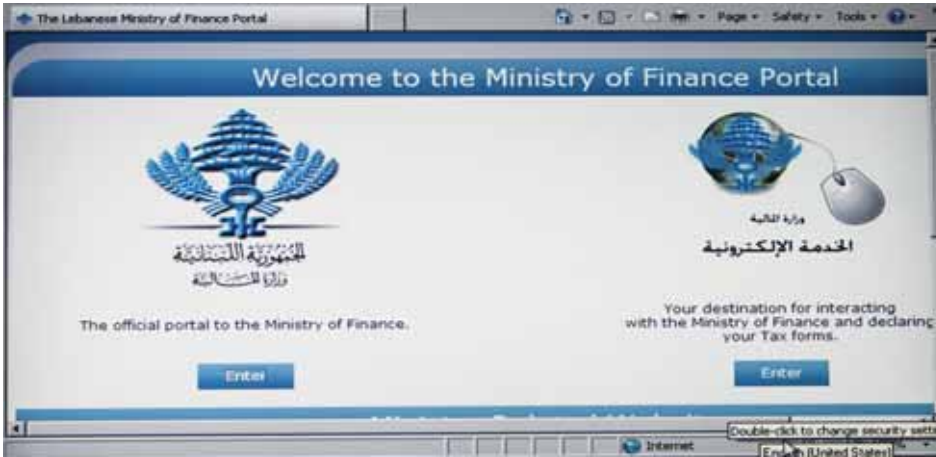 The Lebanese Ministry of Finance Portal
Page
Safety
Tools
Welcome to the Ministry of Finance Portal
الجمهورية اللبنانية
وزارة المالية
The official portal to the Ministry of Finance.
Enter
وزارة المالية
الخدمة الإلكترونية
Your destination for interacting
with the Ministry of Finance and declaring
your Tax forms.
Enter
Internet
Double-click to change security sett
English (United States)